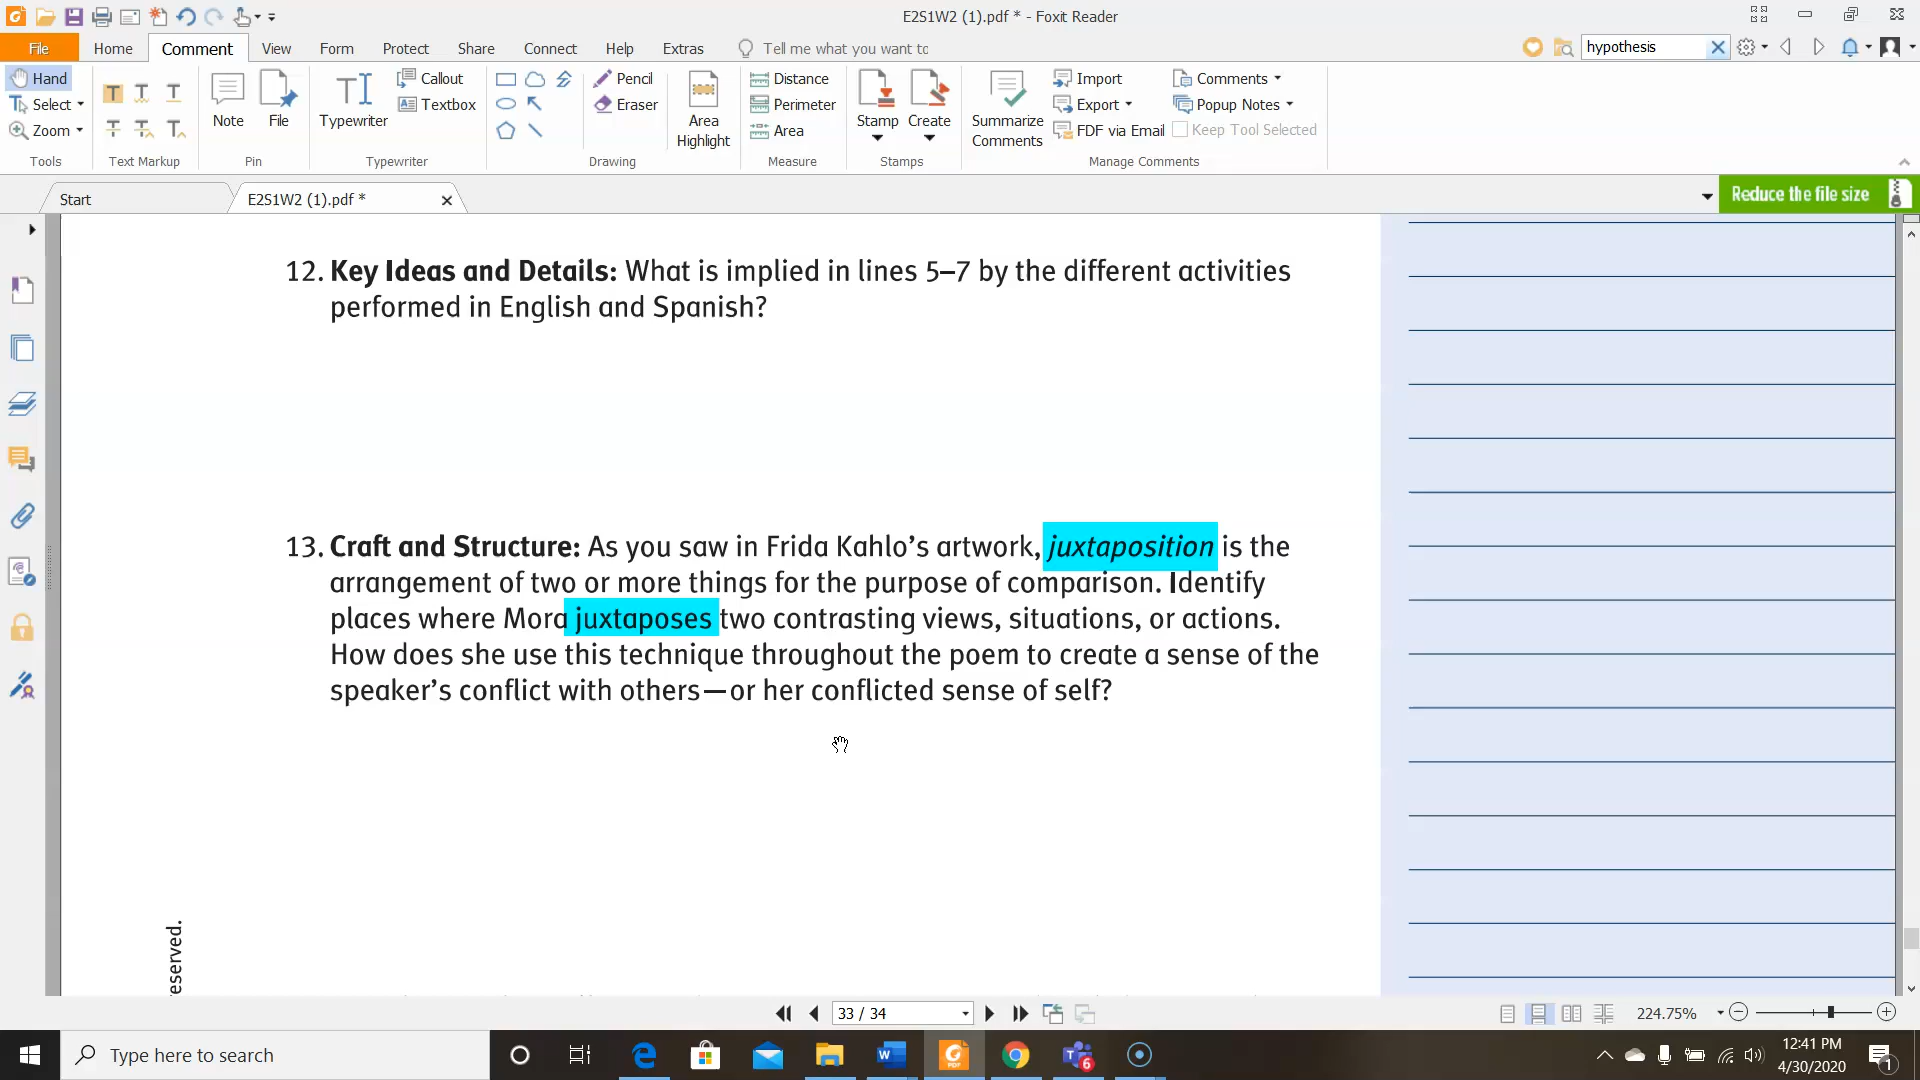 E2S1W2 (1).pdf * - Foxit Reader
File Home Comment View Form Protect Share Connect Help Extras Tell me what you want to
hypothesis
Hand
Select
Zoom
Tools
Text Markup
Note
File
Pin
Typewriter
Callout
Textbox
Typewriter
Pencil
Eraser
Drawing
Area
Highlight
Distance
Perimeter
Area
Measure
Stamp
Create
Stamps
Summarize
Comments
Import
Export
FDF via Email
Comments
Popup Notes
Keep Tool Selected
Manage Comments
Start
E2S1W2 (1).pdf *
Reduce the file size
12. Key Ideas and Details: What is implied in lines 5–7 by the different activities
performed in English and Spanish?
13. Craft and Structure: As you saw in Frida Kahlo’s artwork, juxtaposition is the
arrangement of two or more things for the purpose of comparison. Identify
places where Mora juxtaposes two contrasting views, situations, or actions.
How does she use this technique throughout the poem to create a sense of the
speaker’s conflict with others—or her conflicted sense of self?
eserved.
33 / 34
224.75%
Type here to search
6
12:41 PM
4/30/2020
1